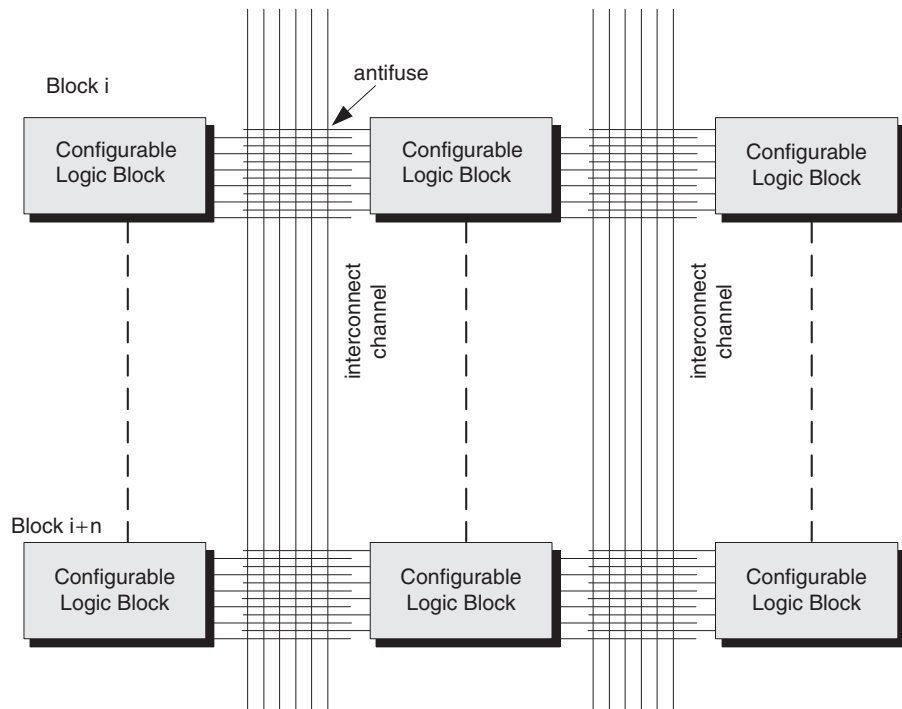 antifuse
Block i
Configurable
Logic Block
Configurable
Logic Block
Configurable
Logic Block
interconnect
channel
interconnect
channel
Block i+n
Configurable
Logic Block
Configurable
Logic Block
Configurable
Logic Block